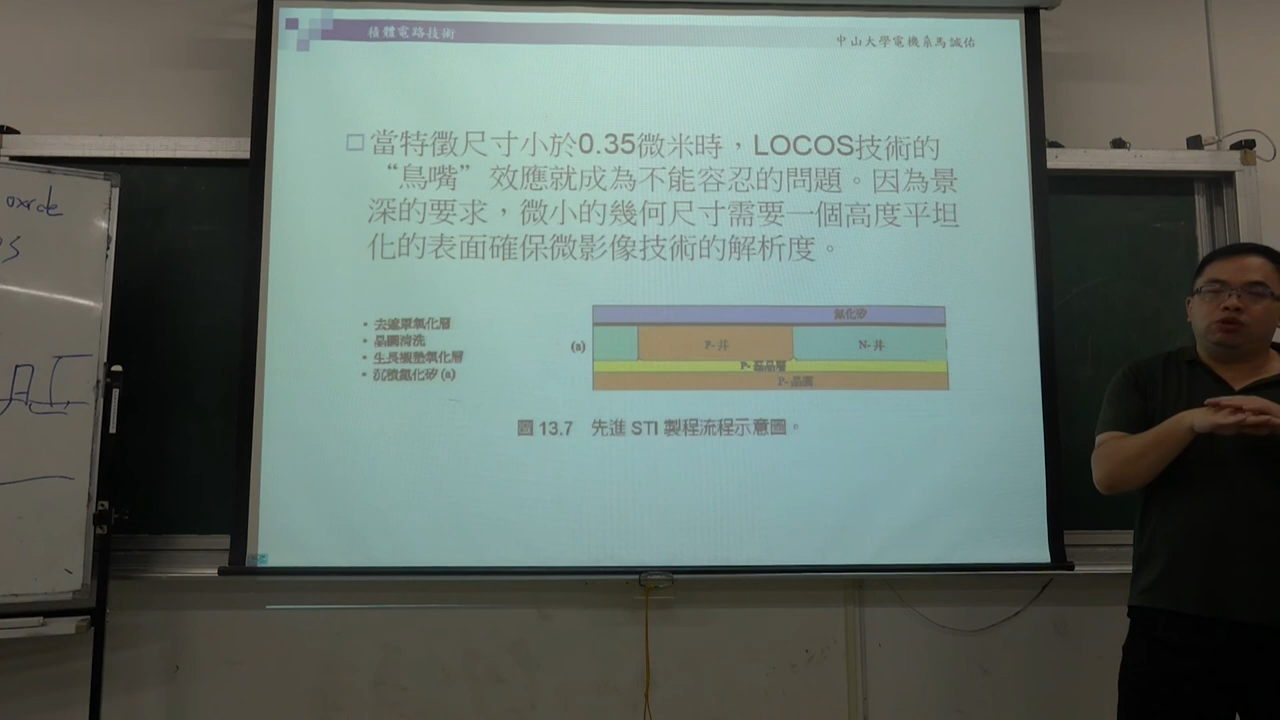 積體電路技術
中山大學電機系馬誠佑
□ 當特徵尺寸小於0.35微米時，LOCOS技術的
“鳥嘴”效應就成為不能容忍的問題。因為景
深的要求，微小的幾何尺寸需要一個高度平坦
化的表面確保微影像技術的解析度。
• 去遮罩氧化層
• 晶圓清洗
• 生長襯墊氧化層
• 沉積氮化矽 (a)
(a)
氮化矽
P- 井
N- 井
P- 磊晶層
P- 晶圓
圖 13.7 先進 STI 製程流程示意圖。
oxide